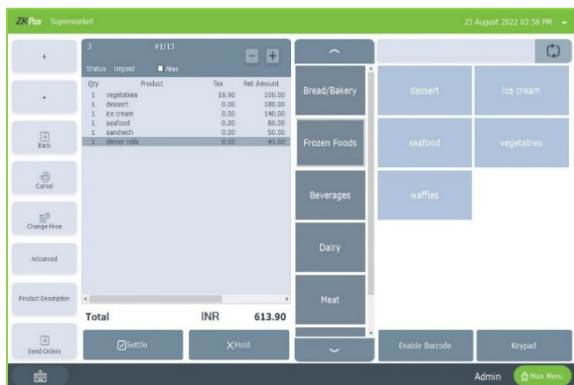 ZKPos Supermarket
25 August 2022 03:58 PM
+
-
Back
Cancel
Change Price
Advanced
Product Description
Send Orders
3 #1/13
Status Unpaid Alias
Qty Product Tax Net Amount
1 vegetables 18.90 100.00
1 dessert 0.00 180.00
1 ice cream 0.00 140.00
1 seafood 0.00 80.00
1 sandwich 0.00 50.00
1 dinner rolls 0.00 45.00
Total INR 613.90
Settle
Hold
Bread/Bakery
Frozen Foods
Beverages
Dairy
Meat
dessert
ice cream
seafood
vegetables
waffles
Enable Barcode
Keypad
Admin
Main Menu